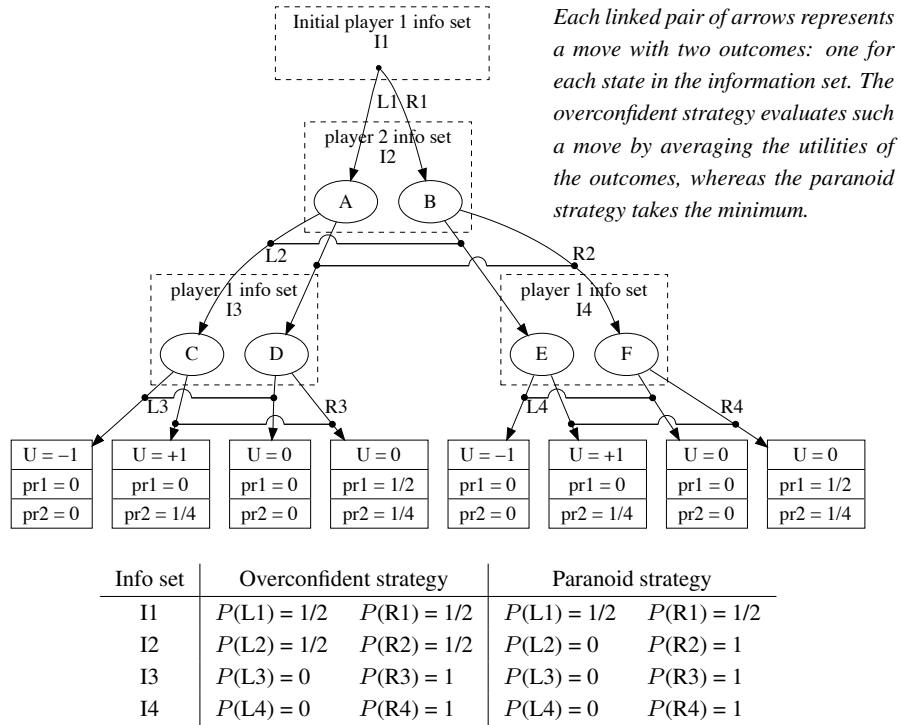 Initial player 1 info set
I1
L1 R1
Each linked pair of arrows represents
a move with two outcomes: one for
each state in the information set. The
overconfident strategy evaluates such
a move by averaging the utilities of
the outcomes, whereas the paranoid
strategy takes the minimum.
player 2 info set
I2
A B
L2 R2
player 1 info set
I3
C D
player 1 info set
I4
E F
L3 R3 L4 R4
U = −1 U = +1 U = 0 U = 0 U = −1 U = +1 U = 0 U = 0
pr1 = 0 pr1 = 0 pr1 = 0 pr1 = 1/2 pr1 = 0 pr1 = 0 pr1 = 0 pr1 = 1/2
pr2 = 0 pr2 = 1/4 pr2 = 0 pr2 = 1/4 pr2 = 0 pr2 = 1/4 pr2 = 0 pr2 = 1/4
Info set Overconfident strategy Paranoid strategy
I1 P(L1) = 1/2 P(R1) = 1/2 P(L1) = 1/2 P(R1) = 1/2
I2 P(L2) = 1/2 P(R2) = 1/2 P(L2) = 0 P(R2) = 1
I3 P(L3) = 0 P(R3) = 1 P(L3) = 0 P(R3) = 1
I4 P(L4) = 0 P(R4) = 1 P(L4) = 0 P(R4) = 1